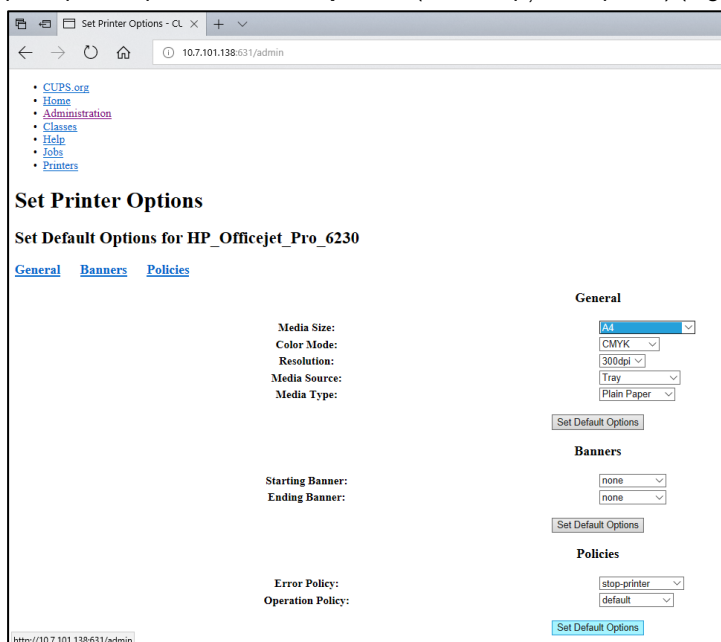 Set Printer Options - CU
10.7.101.138:631/admin
CUPS.org
Home
Administration
Classes
Help
Jobs
Printers
Set Printer Options
Set Default Options for HP_Officejet_Pro_6230
General Banners Policies
General
Media Size: A4
Color Mode: CMYK
Resolution: 300dpi
Media Source: Tray
Media Type: Plain Paper
Set Default Options
Banners
Starting Banner: none
Ending Banner: none
Set Default Options
Policies
Error Policy: stop-printer
Operation Policy: default
Set Default Options
http://10.7.101.138:631/admin